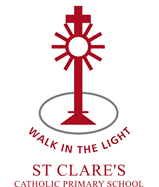 WALK IN THE LIGHT
ST CLARE'S
CATHOLIC PRIMARY SCHOOL